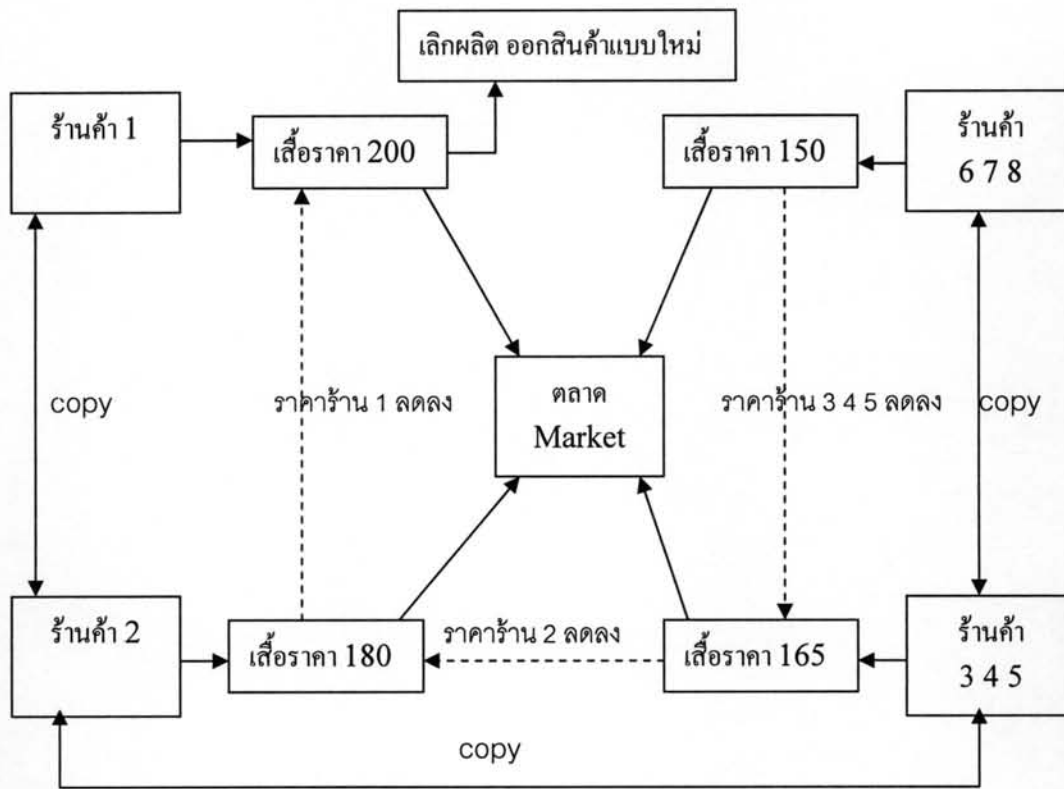 เลิกผลิต ออกสินค้าแบบใหม่
ร้านค้า 1
เสื้อราคา 200
เสื้อราคา 150
ร้านค้า
6 7 8
copy
ราคาร้าน 1 ลดลง
ตลาด
Market
ราคาร้าน 3 4 5 ลดลง
copy
ร้านค้า 2
เสื้อราคา 180
ราคาร้าน 2 ลดลง
เสื้อราคา 165
ร้านค้า
3 4 5
copy